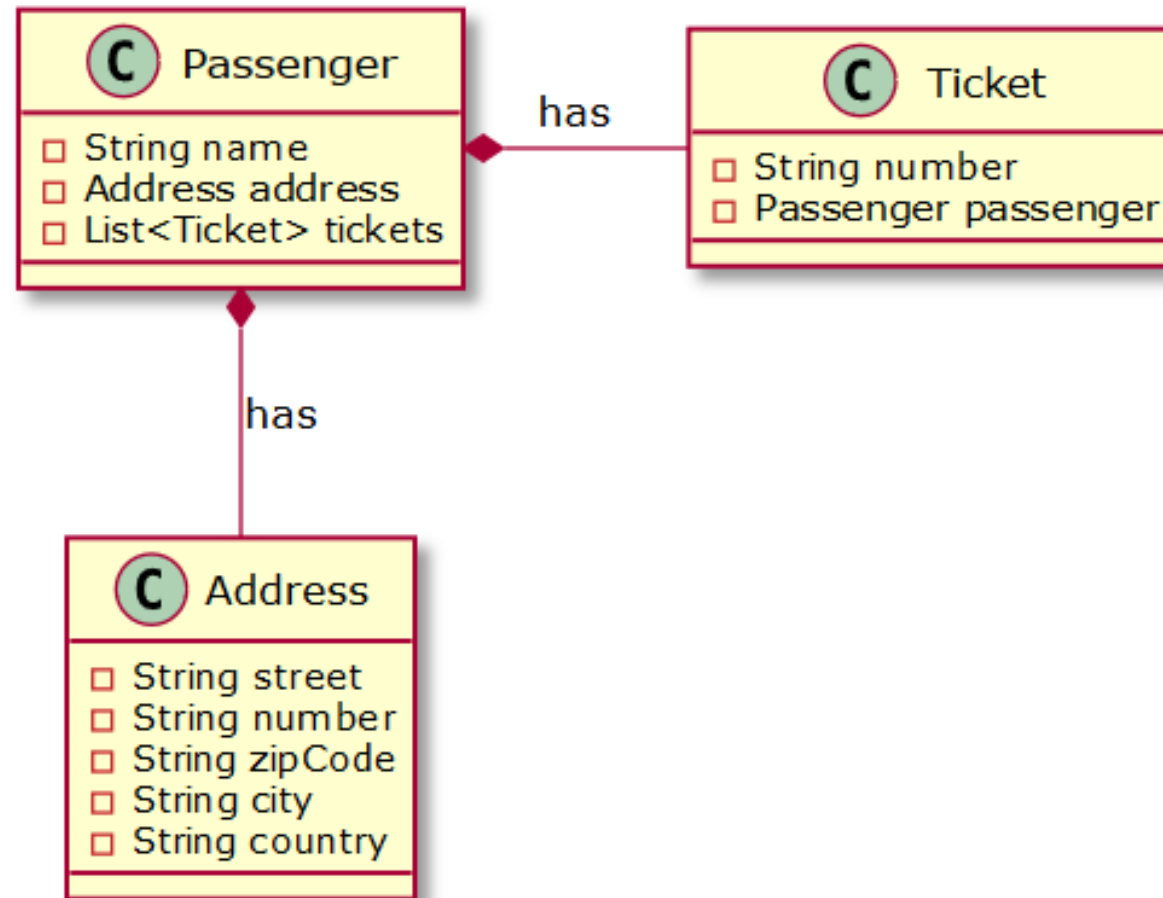 C Passenger
String name
Address address
List<Ticket> tickets
has
C Ticket
String number
Passenger passenger
has
C Address
String street
String number
String zipCode
String city
String country